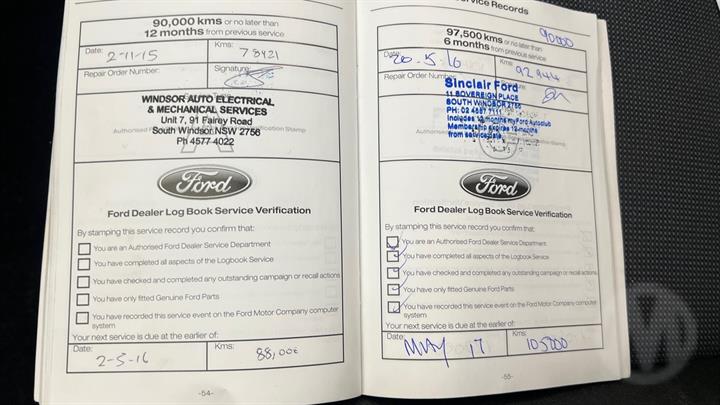 90,000 kms or no later than
12 months from previous service
Date: 2-11-15
Kms: 78421
Repair Order Number:
Signature:
WINDSOR AUTO ELECTRICAL
& MECHANICAL SERVICES
Unit 7, 91 Fairey Road
South Windsor NSW 2756
Ph 4577 4022
Ford
Ford Dealer Log Book Service Verification
By stamping this service record you confirm that:
You are an Authorised Ford Dealer Service Department
You have completed all aspects of the Logbook Service
You have checked and completed any outstanding campaign or recall actions
You have only fitted Genuine Ford Parts
You have recorded this service event on the Ford Motor Company computer
system
Your next service is due at the earlier of:
Date: 2-5-16
Kms: 88,000
-54-
Service Records
97,500 kms or no later than
6 months from previous service
90000
Date: 20.5.16
Kms: 92944
Repair Order Number:
Sinclair Ford
11 SOVEREIGN PLACE
SOUTH WINDSOR 2756
PH: 02 4587 7111
Includes 12 months myFord Autoclub
Membership expires 12 months
from service date
Ford
Ford Dealer Log Book Service Verification
By stamping this service record you confirm that:
You are an Authorised Ford Dealer Service Department
You have completed all aspects of the Logbook Service
You have checked and completed any outstanding campaign or recall actions
You have only fitted Genuine Ford Parts
You have recorded this service event on the Ford Motor Company computer
system
Your next service is due at the earlier of:
Date: MAY 17
Kms: 105000
-55-